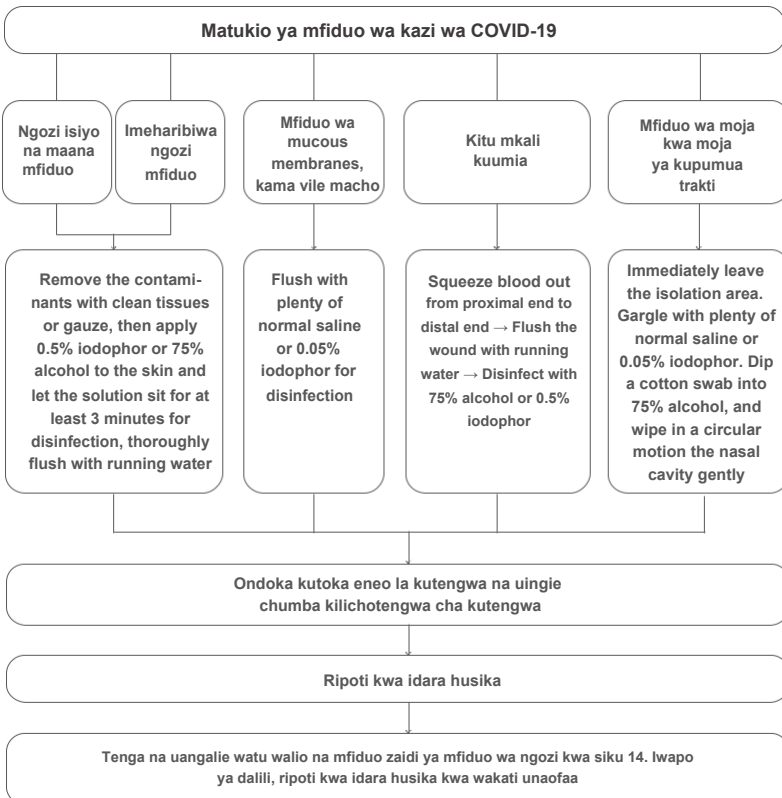 Matukio ya mfiduo wa kazi wa COVID-19
Ngozi isiyo
na maana
mfiduo
Imeharibiwa
ngozi
mfiduo
Mfiduo wa
mucous
membranes,
kama vile macho
Kitu mkali
kuumia
Mfiduo wa moja
kwa moja
ya kupumua
trakti
Remove the contami-
nants with clean tissues
or gauze, then apply
0.5% iodophor or 75%
alcohol to the skin and
let the solution sit for at
least 3 minutes for
disinfection, thoroughly
flush with running water
Flush with
plenty of
normal saline
or 0.05%
iodophor for
disinfection
Squeeze blood out
from proximal end to
distal end → Flush the
wound with running
water → Disinfect with
75% alcohol or 0.5%
iodophor
Immediately leave
the isolation area.
Gargle with plenty of
normal saline or
0.05% iodophor. Dip
a cotton swab into
75% alcohol, and
wipe in a circular
motion the nasal
cavity gently
Ondoka kutoka eneo la kutengwa na uingie
chumba kilichotengwa cha kutengwa
Ripoti kwa idara husika
Tenga na uangalie watu walio na mfiduo zaidi ya mfiduo wa ngozi kwa siku 14. Iwapo
ya dalili, ripoti kwa idara husika kwa wakati unaofaa